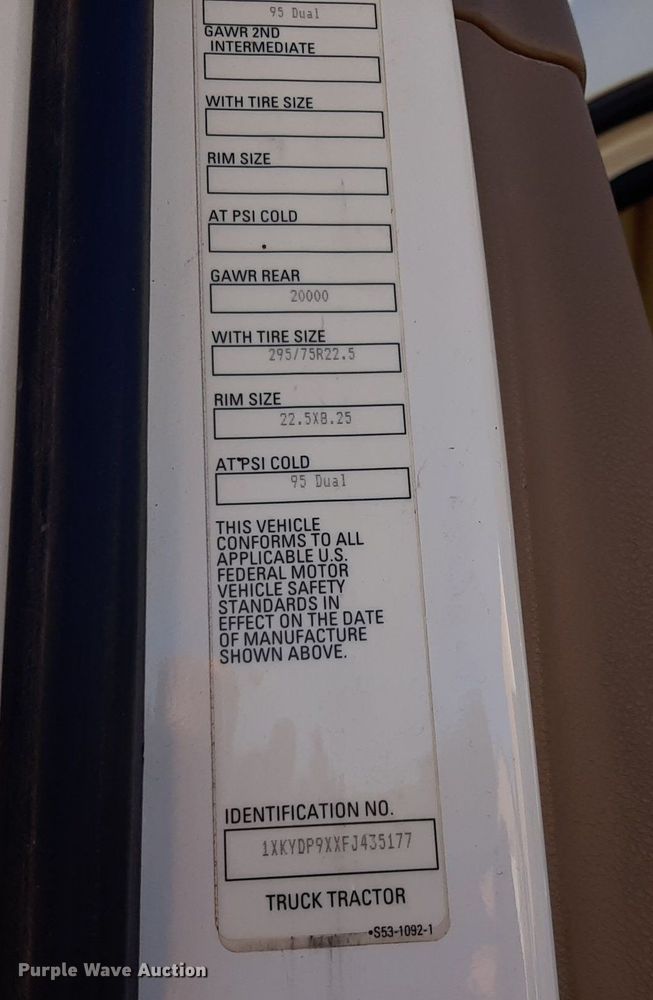 95 Dual
GAWR 2ND
INTERMEDIATE
WITH TIRE SIZE
RIM SIZE
AT PSI COLD
GAWR REAR
20000
WITH TIRE SIZE
295/75R22.5
RIM SIZE
22.5X8.25
AT PSI COLD
95 Dual
THIS VEHICLE
CONFORMS TO ALL
APPLICABLE U.S.
FEDERAL MOTOR
VEHICLE SAFETY
STANDARDS IN
EFFECT ON THE DATE
OF MANUFACTURE
SHOWN ABOVE.
IDENTIFICATION NO.
1XKYDP9XXFJ435177
TRUCK TRACTOR
•S53-1092-1
Purple Wave Auction